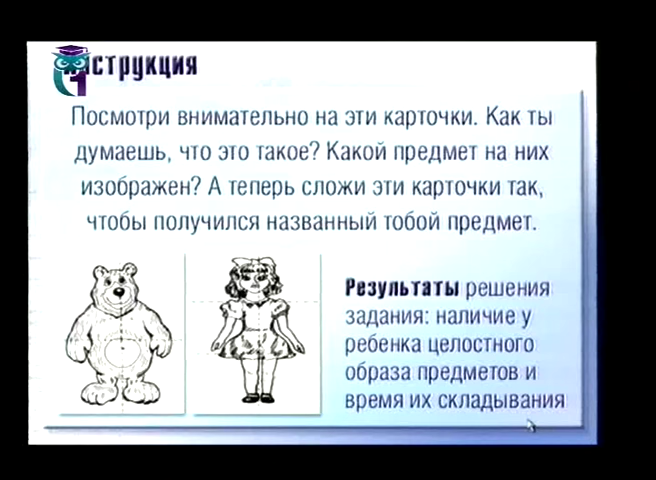 Инструкция
Посмотри внимательно на эти карточки. Как ты
думаешь, что это такое? Какой предмет на них
изображен? А теперь сложи эти карточки так,
чтобы получился названный тобой предмет.
Результаты решения
задания: наличие у
ребенка целостного
образа предметов и
время их складывания